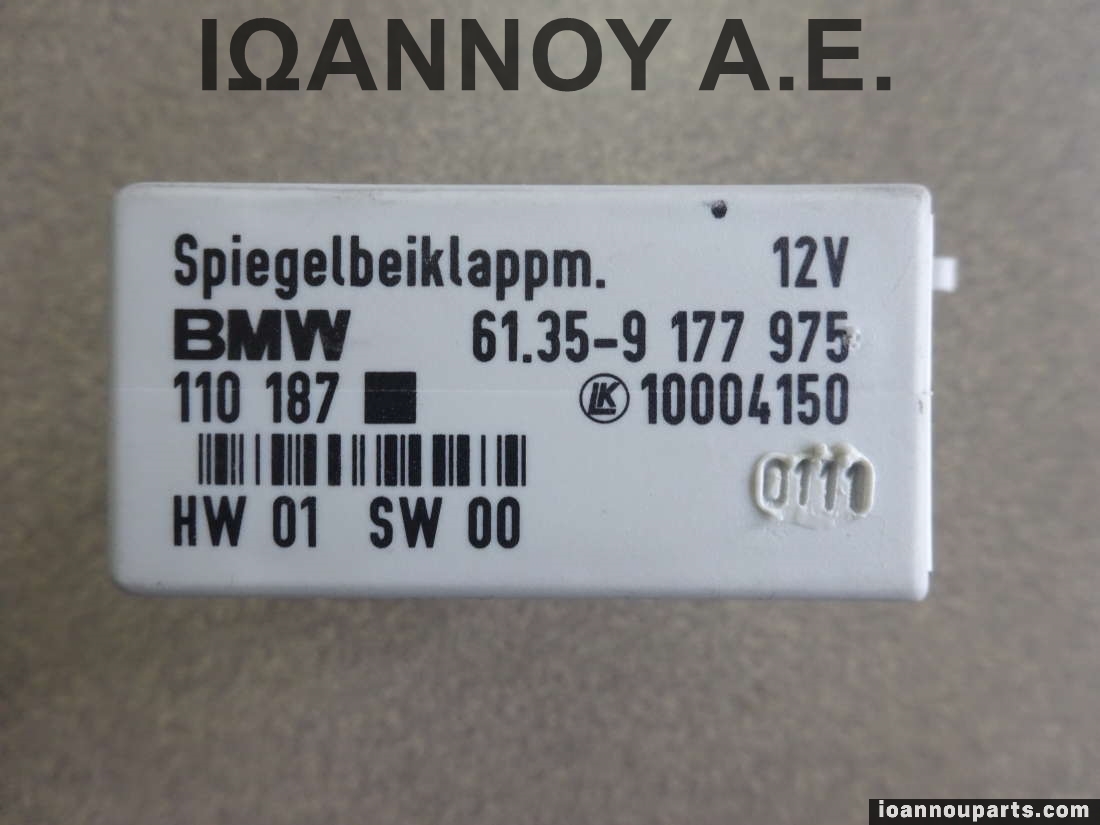 ΙΩΑΝΝΟΥ Α.Ε.
Spiegelbeiklappm. 12V
BMW 61.35-9 177 975
110 187 LK 10004150
HW 01 SW 00
0111
ioannouparts.com